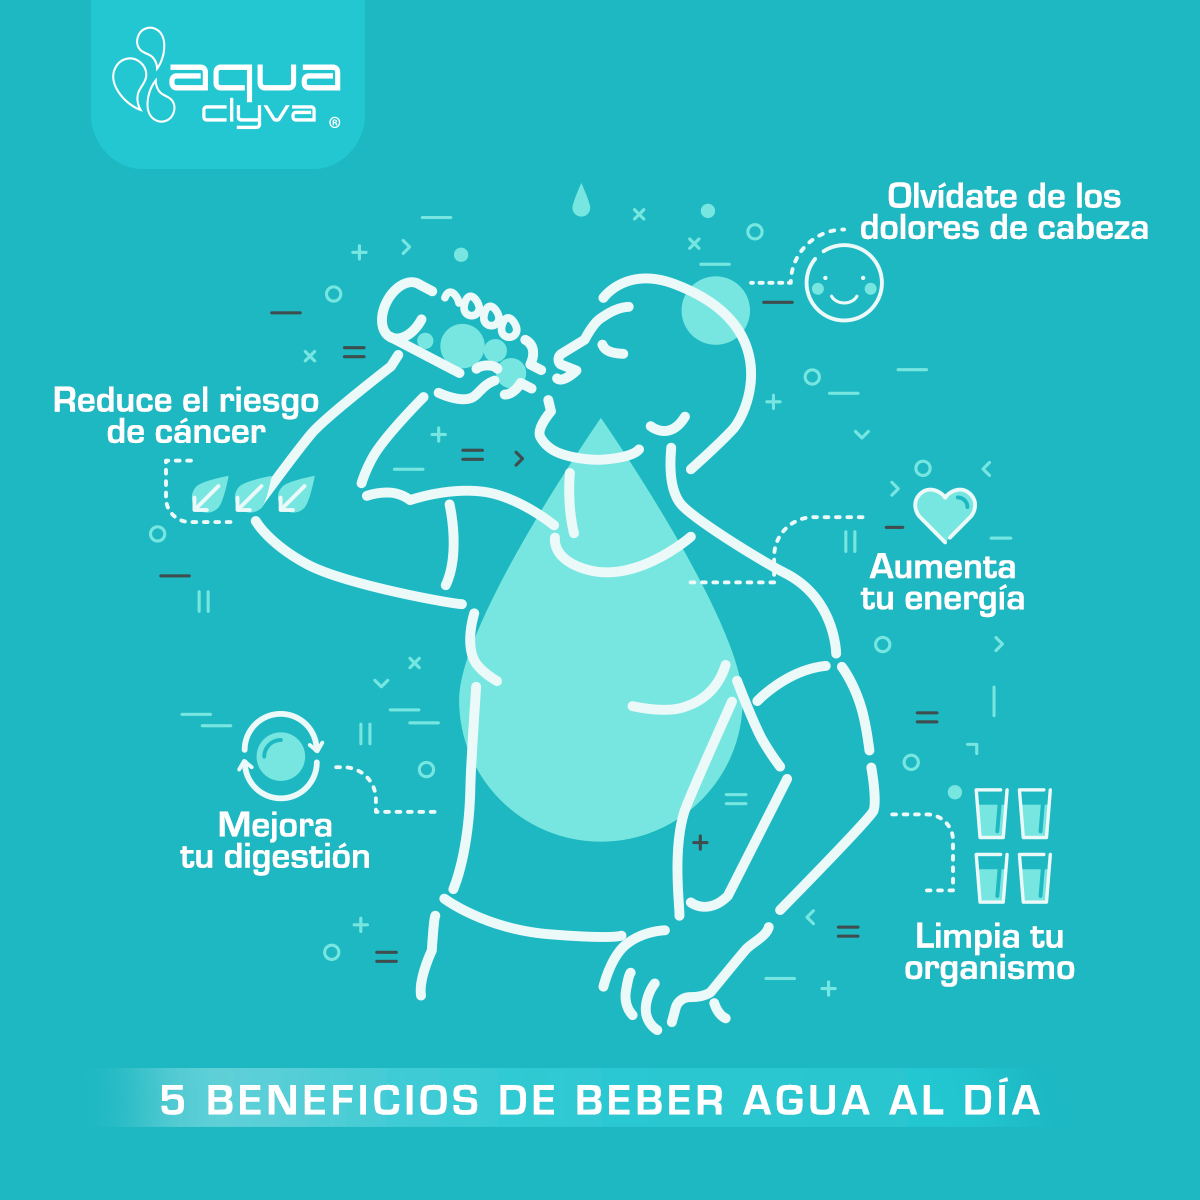 aqua
clyva ®
Olvídate de los
dolores de cabeza
Reduce el riesgo
de cáncer
Aumenta
tu energía
Mejora
tu digestión
Limpia tu
organismo
5 BENEFICIOS DE BEBER AGUA AL DÍA